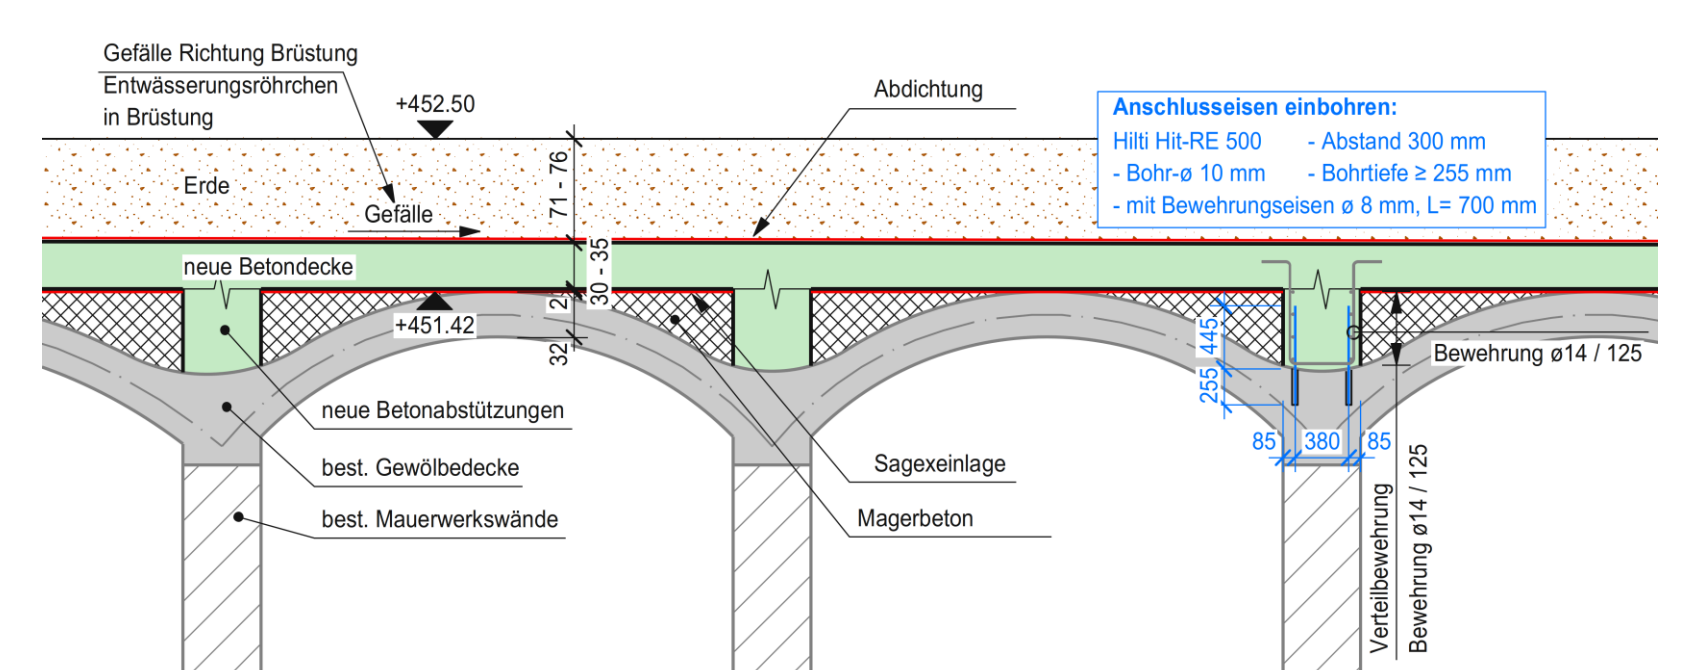 Gefälle Richtung Brüstung
Entwässerungsröhrchen
in Brüstung
+452.50
Abdichtung
Anschlusseisen einbohren:
Hilti Hit-RE 500 - Abstand 300 mm
- Bohr-ø 10 mm - Bohrtiefe ≥ 255 mm
- mit Bewehrungseisen ø 8 mm, L= 700 mm
Erde
Gefälle
71 - 76
neue Betondecke
30 - 35
2
+451.42
32
445
255
Bewehrung ø14 / 125
neue Betonabstützungen
85 380 85
best. Gewölbedecke
Sagexeinlage
best. Mauerwerkswände
Magerbeton
Verteilbewehrung
Bewehrung ø14 / 125